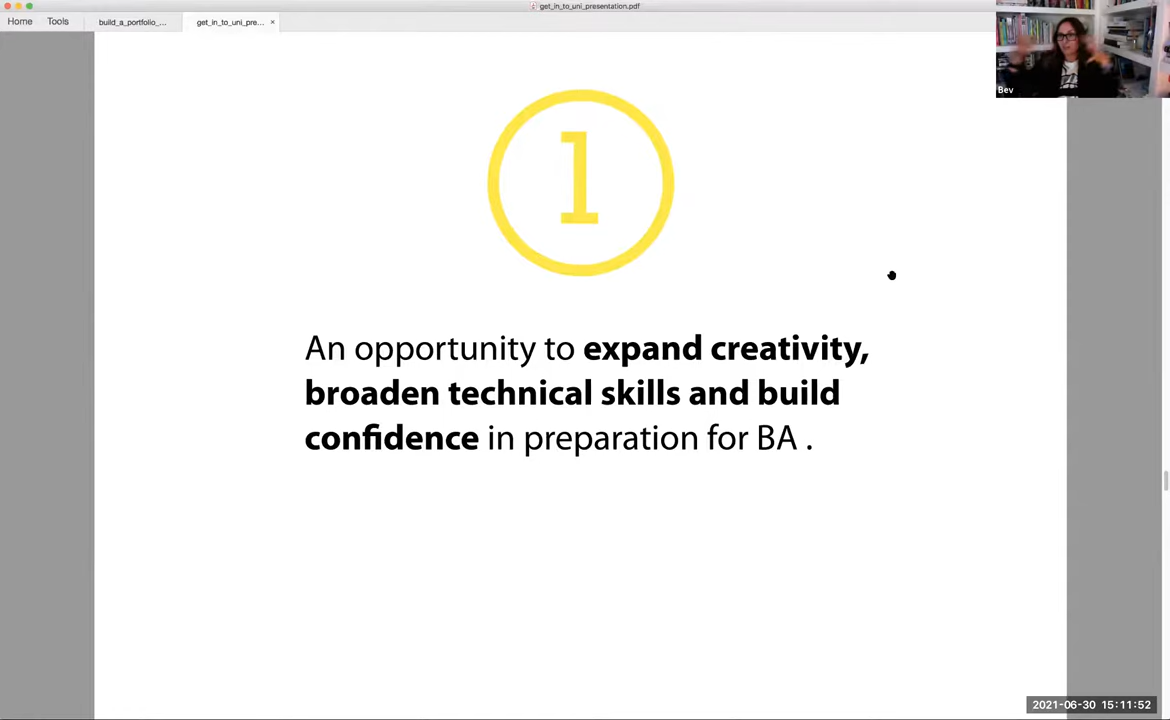 get_in_to_uni_presentation.pdf
Home Tools build_a_portfolio_... get_in_to_uni_pre... ×
Bev
1
An opportunity to expand creativity,
broaden technical skills and build
confidence in preparation for BA .
2021-06-30 15:11:52